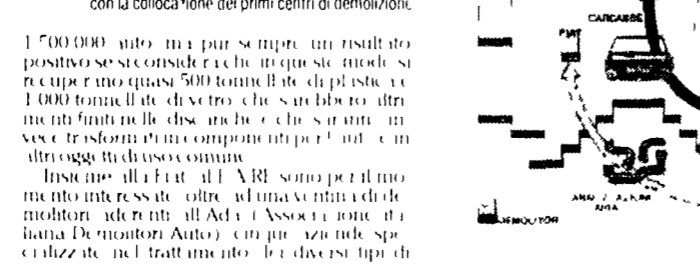 con la collocazione dei primi centri di demolizione
1 500 000 auto ma pur sempre un risultato
positivo se si considera che in questo modo si
recuperano quasi 500 tonnellate di plastica e
1 000 tonnellate di vetro che sarebbero altri
menti finiti nelle discariche e che saranno in
vece trasformati in componenti per l'auto e in
altri oggetti di uso comune
Insieme alla Fiat al FARE sono per il mo
mento interessate oltre ad una ventina di de
molitori aderenti all Ada (Associazione ita
liana Demolitori Auto) cinque aziende spe
cializzate nel trattamento dei diversi tipi di
CARCASSE
FIAT
DEMOLITORI